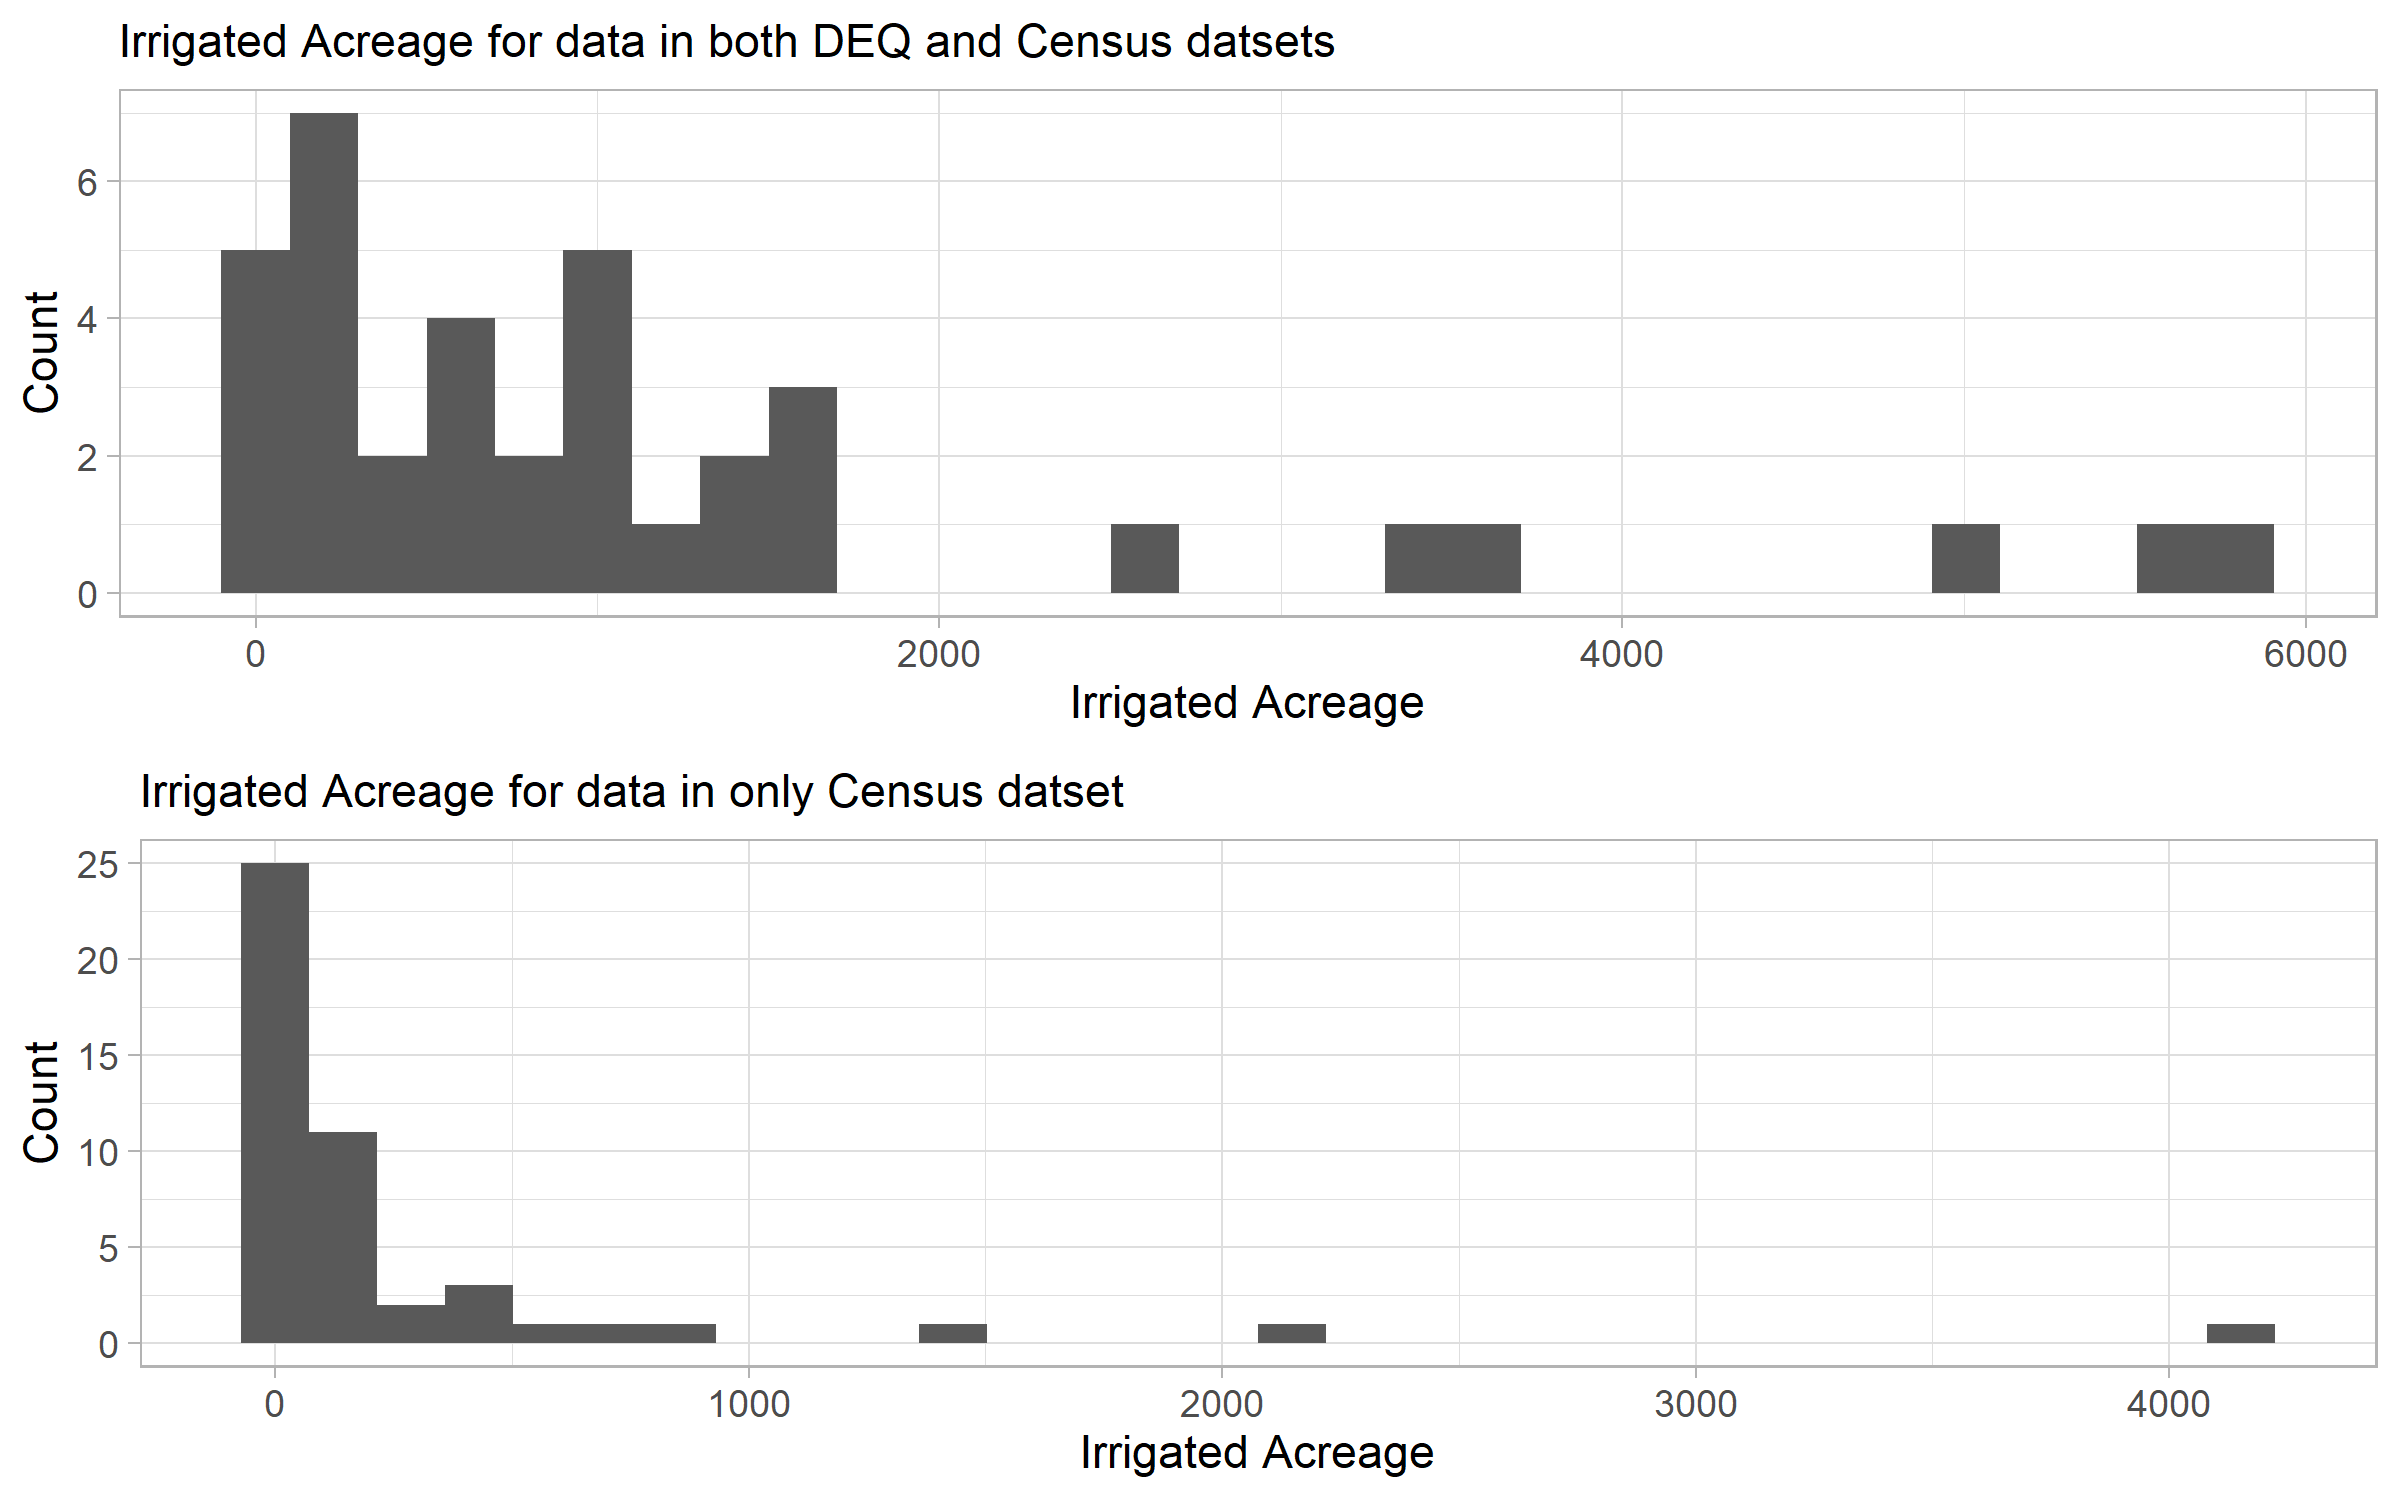 Irrigated Acreage for data in both DEQ and Census datsets
6
4
2
0
Count
0 2000 4000 6000
Irrigated Acreage
Irrigated Acreage for data in only Census datset
25
20
15
10
5
0
Count
0 1000 2000 3000 4000
Irrigated Acreage